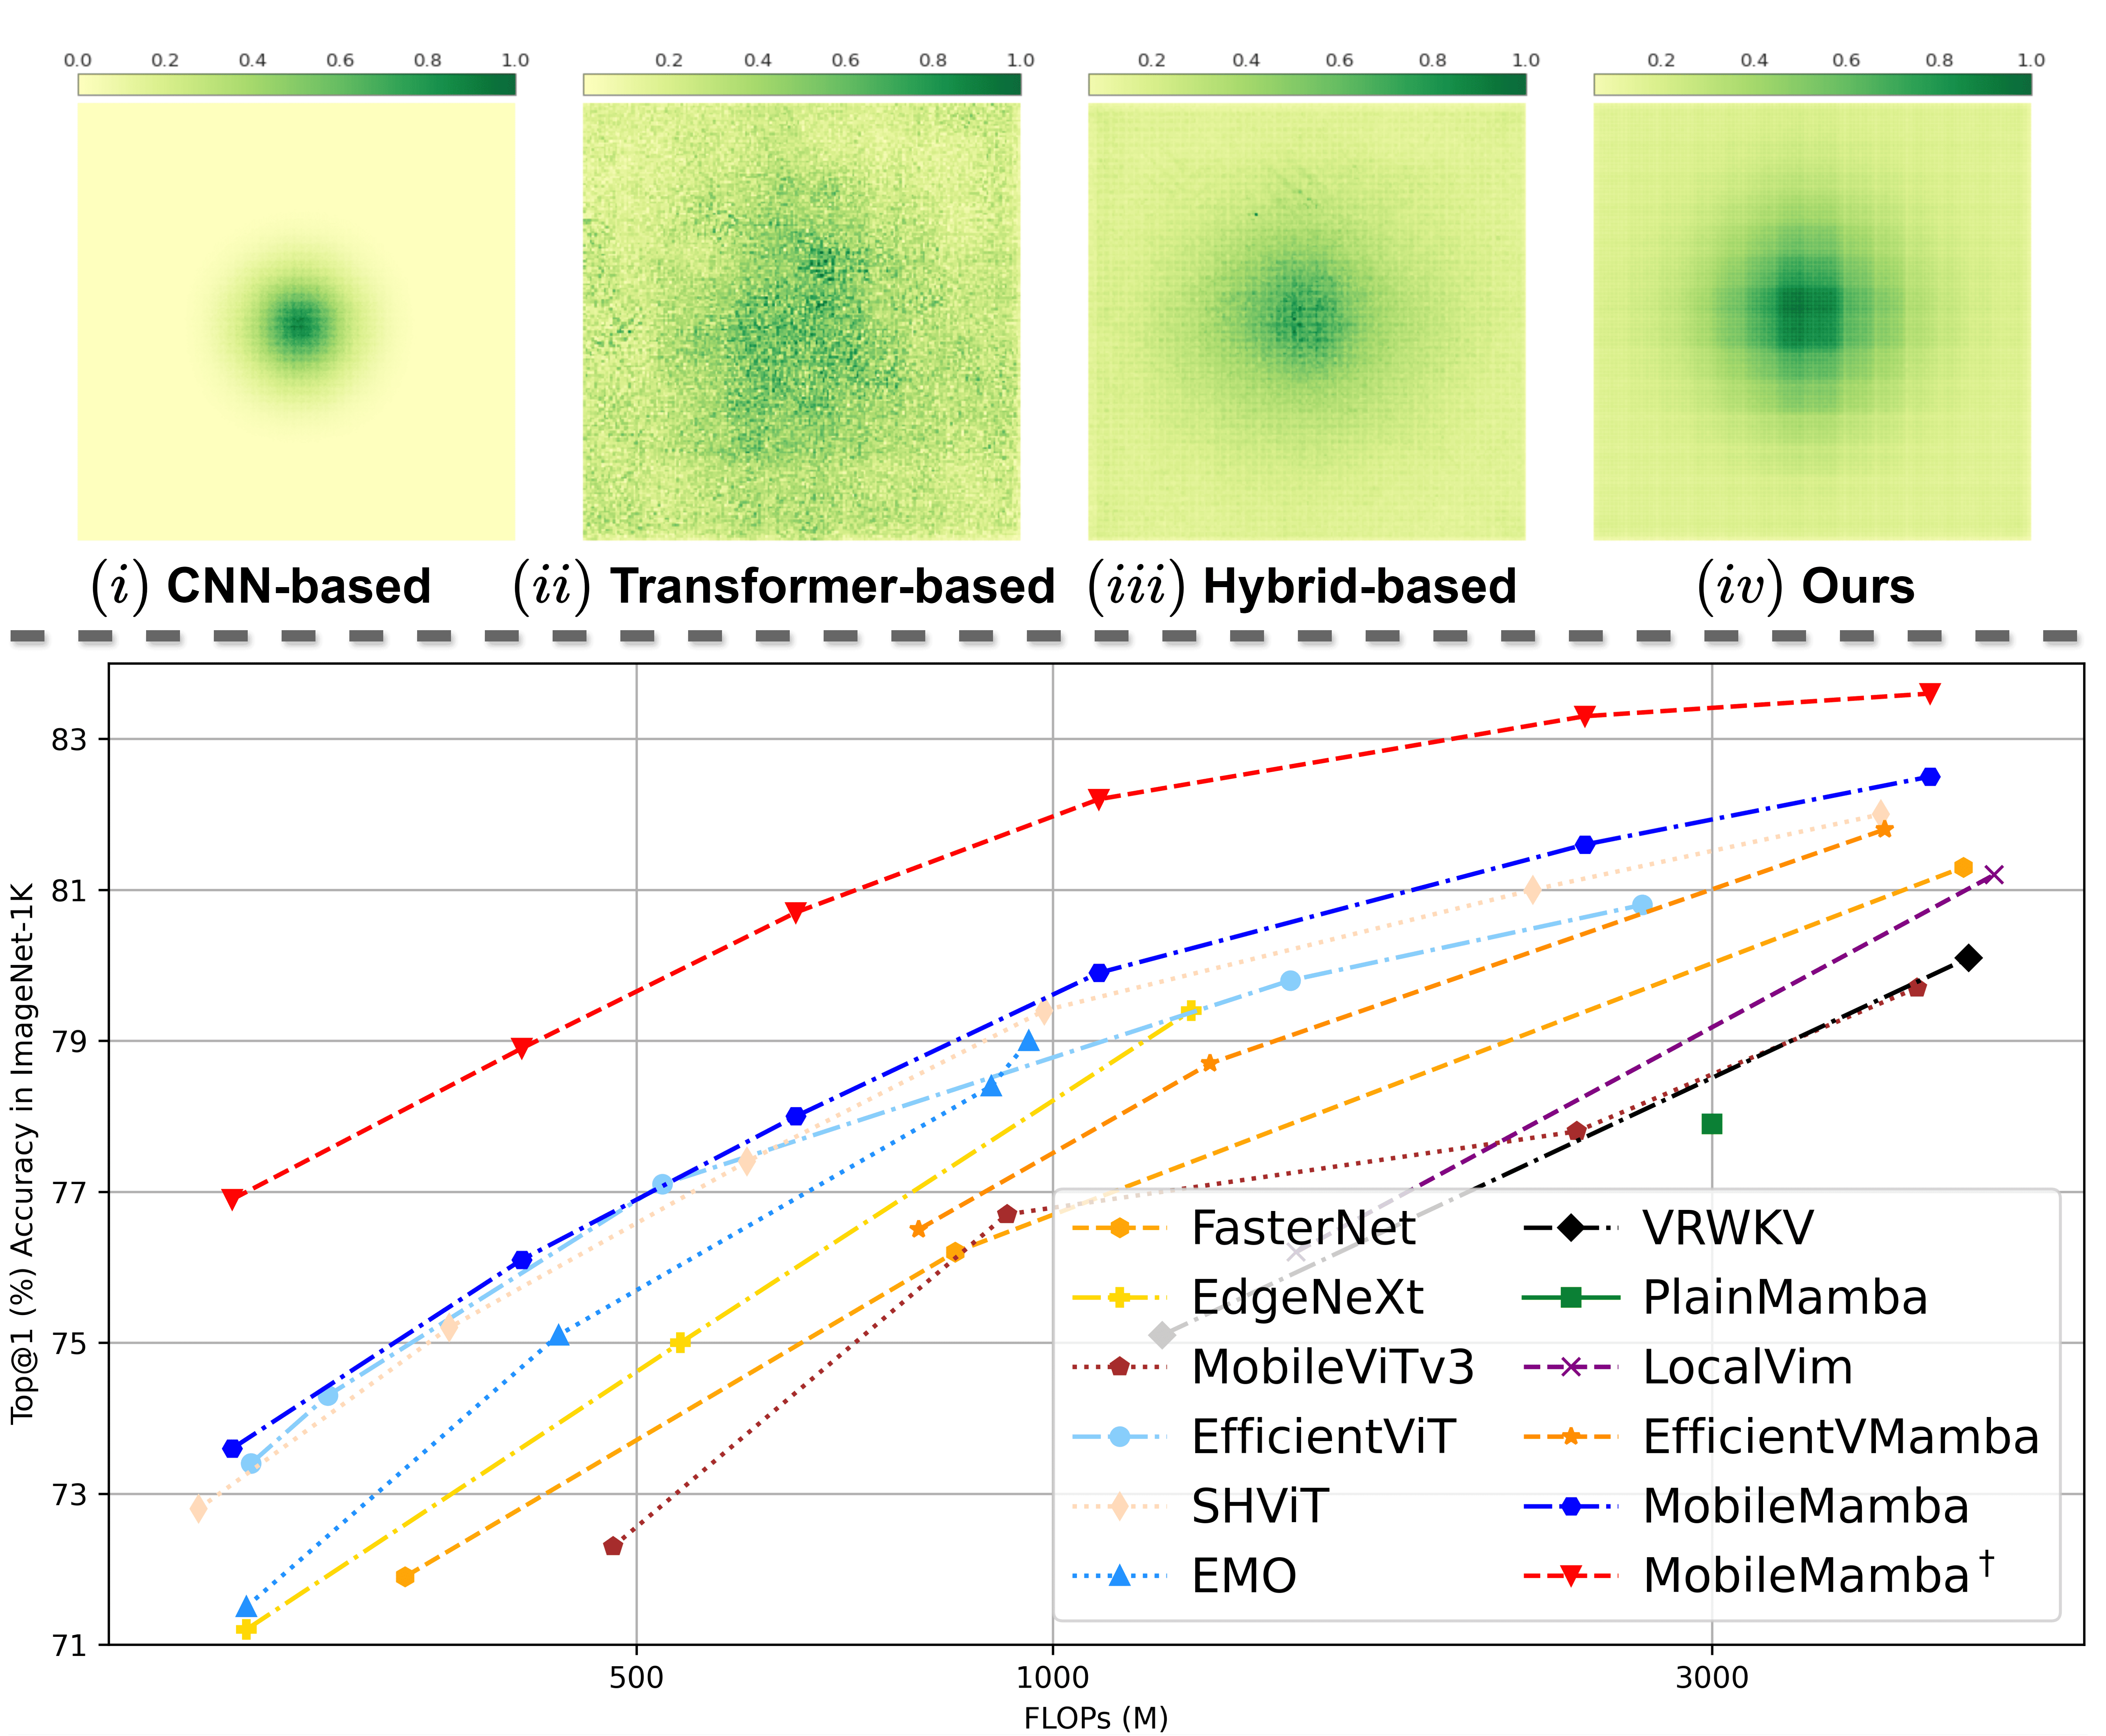 0.0 0.2 0.4 0.6 0.8 1.0
0.2 0.4 0.6 0.8 1.0
0.2 0.4 0.6 0.8 1.0
0.2 0.4 0.6 0.8 1.0
(i) CNN-based
(ii) Transformer-based
(iii) Hybrid-based
(iv) Ours
Top@1 (%) Accuracy in ImageNet-1K
83
81
79
77
75
73
71
FasterNet
EdgeNeXt
MobileViTv3
EfficientViT
SHViT
EMO
VRWKV
PlainMamba
LocalVim
EfficientVMamba
MobileMamba
MobileMamba†
500 1000 3000
FLOPs (M)